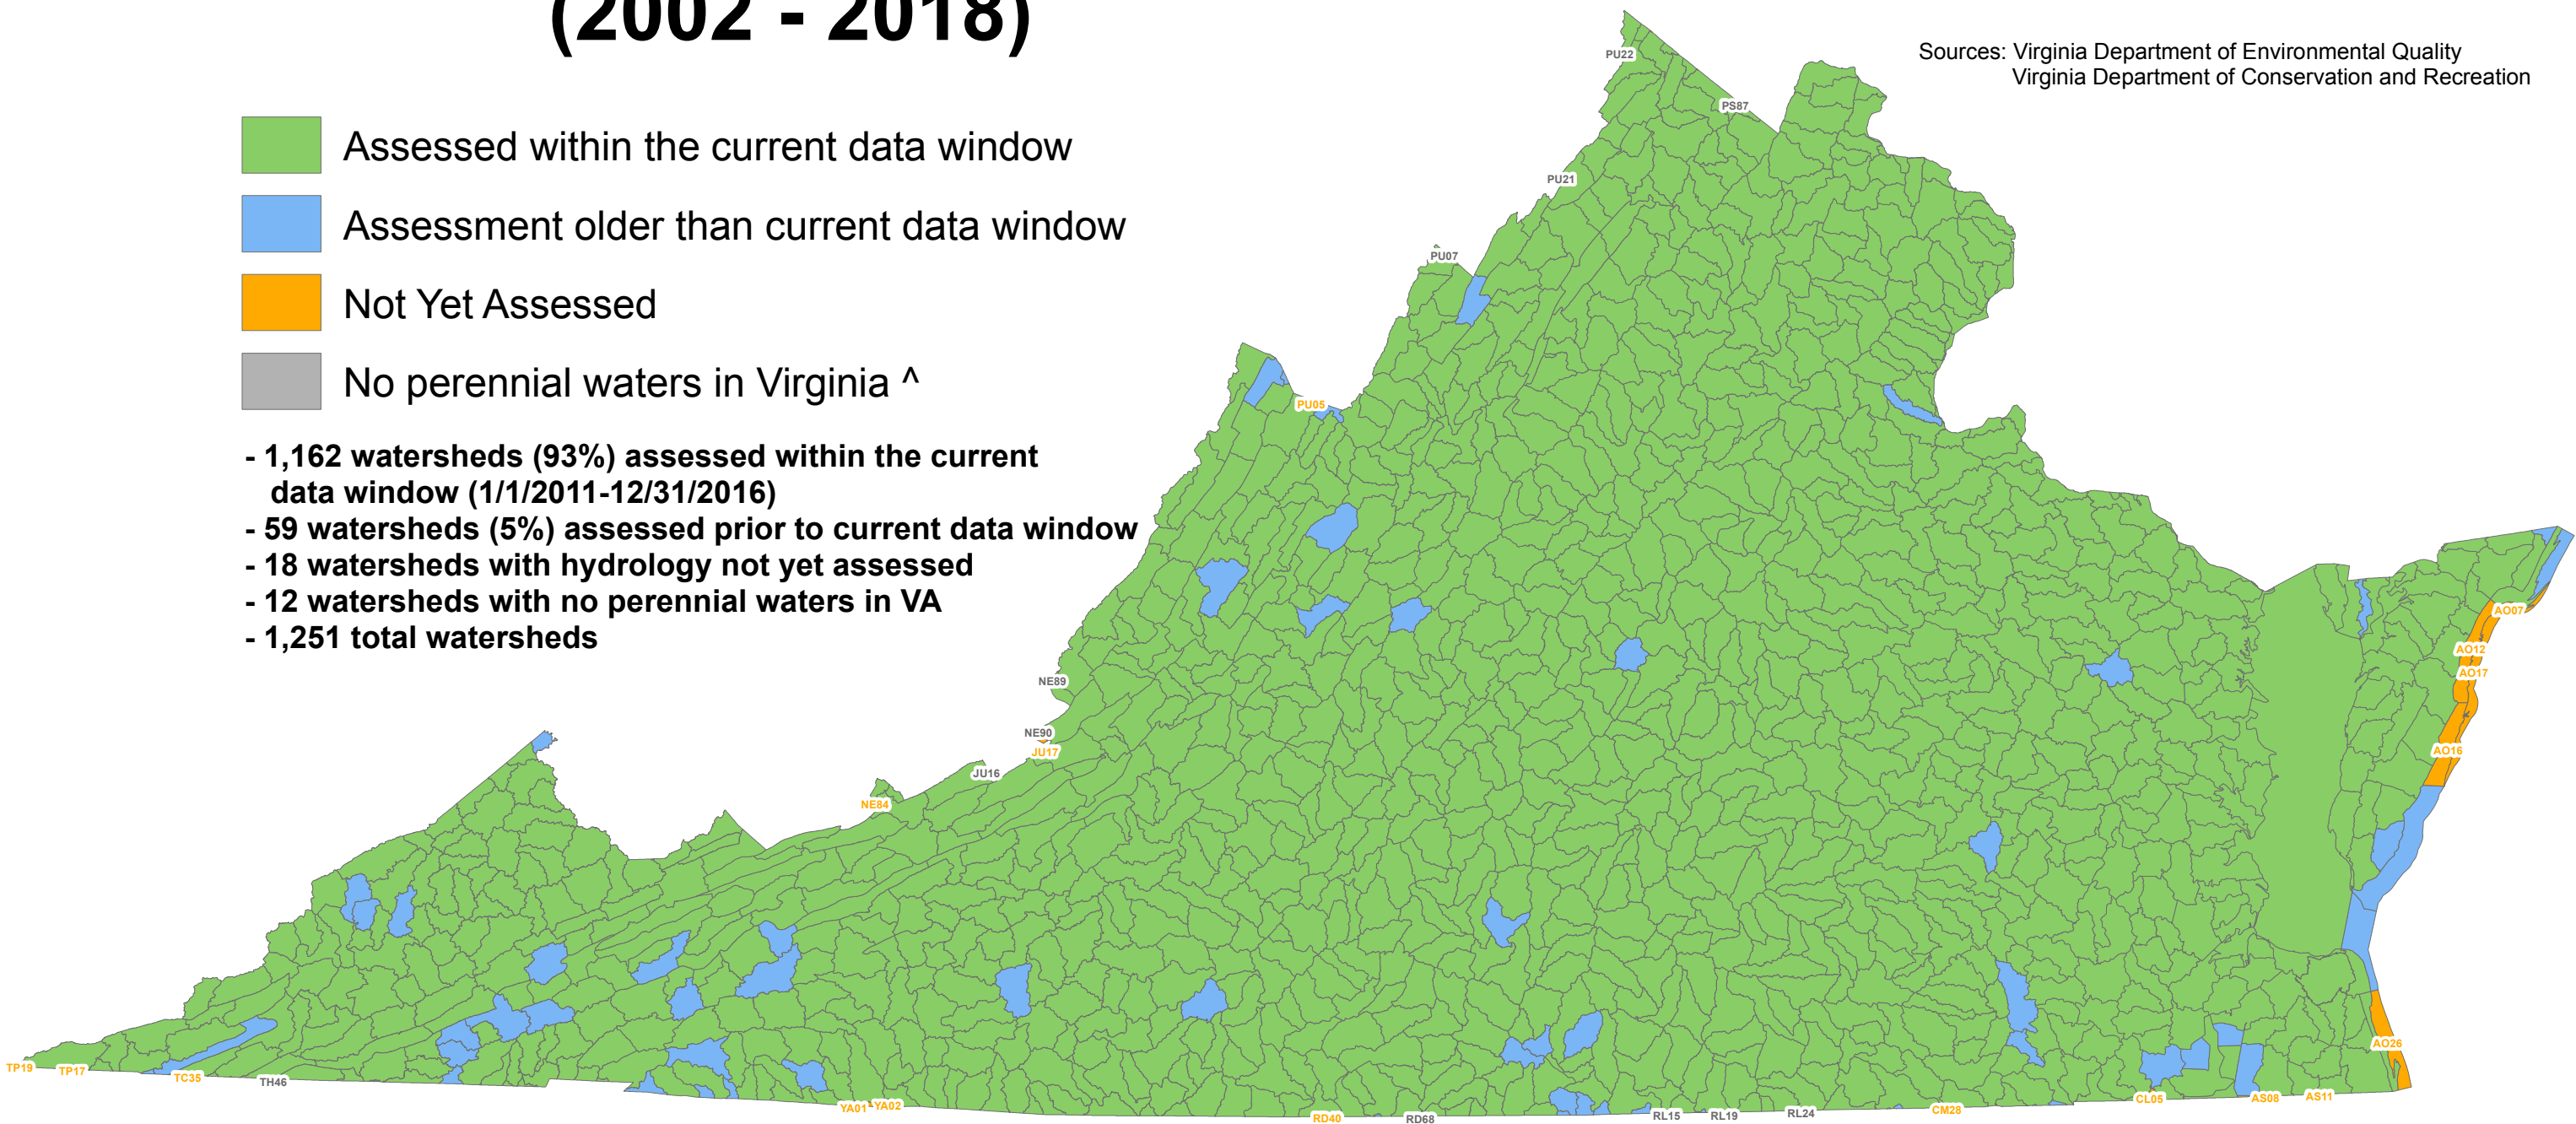 (2002 - 2018)
Sources: Virginia Department of Environmental Quality
Virginia Department of Conservation and Recreation
Assessed within the current data window
Assessment older than current data window
Not Yet Assessed
No perennial waters in Virginia ^
- 1,162 watersheds (93%) assessed within the current
data window (1/1/2011-12/31/2016)
- 59 watersheds (5%) assessed prior to current data window
- 18 watersheds with hydrology not yet assessed
- 12 watersheds with no perennial waters in VA
- 1,251 total watersheds
PU22
PS87
PU21
PU07
PU05
AO07
AO12
AO17
NE89
NE90
JU17
AO16
JU16
NE84
AO26
TP19
TP17
TC35
TH46
YA01
YA02
RD40
RD68
RL15
RL19
RL24
CM28
CL05
AS08
AS11